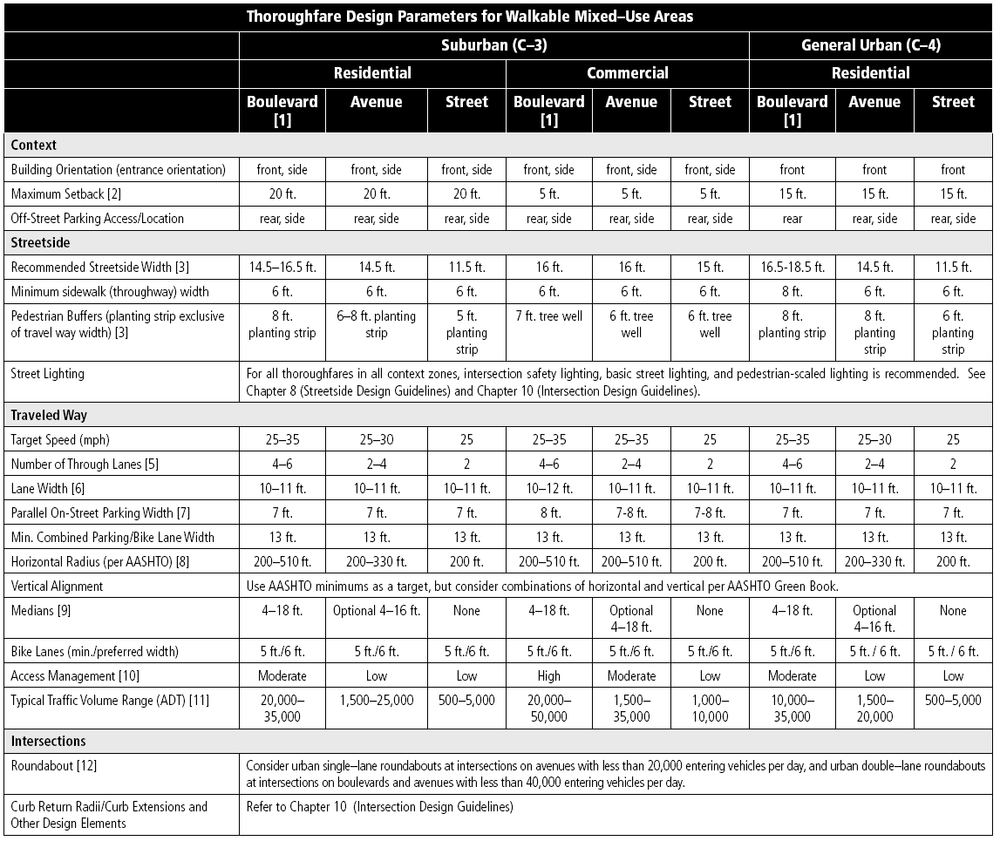 Thoroughfare Design Parameters for Walkable Mixed–Use Areas
Suburban (C–3) General Urban (C–4)
Residential Commercial Residential
Boulevard [1] Avenue Street Boulevard [1] Avenue Street Boulevard [1] Avenue Street
Context
Building Orientation (entrance orientation) front, side front, side front, side front, side front, side front, side front front front
Maximum Setback [2] 20 ft. 20 ft. 20 ft. 5 ft. 5 ft. 5 ft. 15 ft. 15 ft. 15 ft.
Off-Street Parking Access/Location rear, side rear, side rear, side rear, side rear, side rear, side rear rear, side rear, side
Streetside
Recommended Streetside Width [3] 14.5–16.5 ft. 14.5 ft. 11.5 ft. 16 ft. 16 ft. 15 ft. 16.5-18.5 ft. 14.5 ft. 11.5 ft.
Minimum sidewalk (throughway) width 6 ft. 6 ft. 6 ft. 6 ft. 6 ft. 6 ft. 8 ft. 6 ft. 6 ft.
Pedestrian Buffers (planting strip exclusive of travel way width) [3] 8 ft. planting strip 6–8 ft. planting strip 5 ft. planting strip 7 ft. tree well 6 ft. tree well 6 ft. tree well 8 ft. planting strip 8 ft. planting strip 6 ft. planting strip
Street Lighting For all thoroughfares in all context zones, intersection safety lighting, basic street lighting, and pedestrian-scaled lighting is recommended. See
Chapter 8 (Streetside Design Guidelines) and Chapter 10 (Intersection Design Guidelines).
Traveled Way
Target Speed (mph) 25–35 25–30 25 25–35 25–35 25 25–35 25–30 25
Number of Through Lanes [5] 4–6 2–4 2 4–6 2–4 2 4–6 2–4 2
Lane Width [6] 10–11 ft. 10–11 ft. 10–11 ft. 10–12 ft. 10–11 ft. 10–11 ft. 10–11 ft. 10–11 ft. 10–11 ft.
Parallel On-Street Parking Width [7] 7 ft. 7 ft. 7 ft. 8 ft. 7-8 ft. 7-8 ft. 7 ft. 7 ft. 7 ft.
Min. Combined Parking/Bike Lane Width 13 ft. 13 ft. 13 ft. 13 ft. 13 ft. 13 ft. 13 ft. 13 ft. 13 ft.
Horizontal Radius (per AASHTO) [8] 200–510 ft. 200–330 ft. 200 ft. 200–510 ft. 200–510 ft. 200 ft. 200–510 ft. 200–330 ft. 200 ft.
Vertical Alignment Use AASHTO minimums as a target, but consider combinations of horizontal and vertical per AASHTO Green Book.
Medians [9] 4–18 ft. Optional 4–16 ft. None 4–18 ft. Optional 4–18 ft. None 4–18 ft. Optional 4–16 ft. None
Bike Lanes (min./preferred width) 5 ft./6 ft. 5 ft./6 ft. 5 ft./6 ft. 5 ft./6 ft. 5 ft./6 ft. 5 ft./6 ft. 5 ft./6 ft. 5 ft. / 6 ft. 5 ft. / 6 ft.
Access Management [10] Moderate Low Low High Moderate Low Moderate Low Low
Typical Traffic Volume Range (ADT) [11] 20,000–35,000 1,500–25,000 500–5,000 20,000–50,000 1,500–35,000 1,000–10,000 10,000–35,000 1,500–20,000 500–5,000
Intersections
Roundabout [12] Consider urban single–lane roundabouts at intersections on avenues with less than 20,000 entering vehicles per day, and urban double–lane roundabouts
at intersections on boulevards and avenues with less than 40,000 entering vehicles per day.
Curb Return Radii/Curb Extensions and Other Design Elements Refer to Chapter 10 (Intersection Design Guidelines)